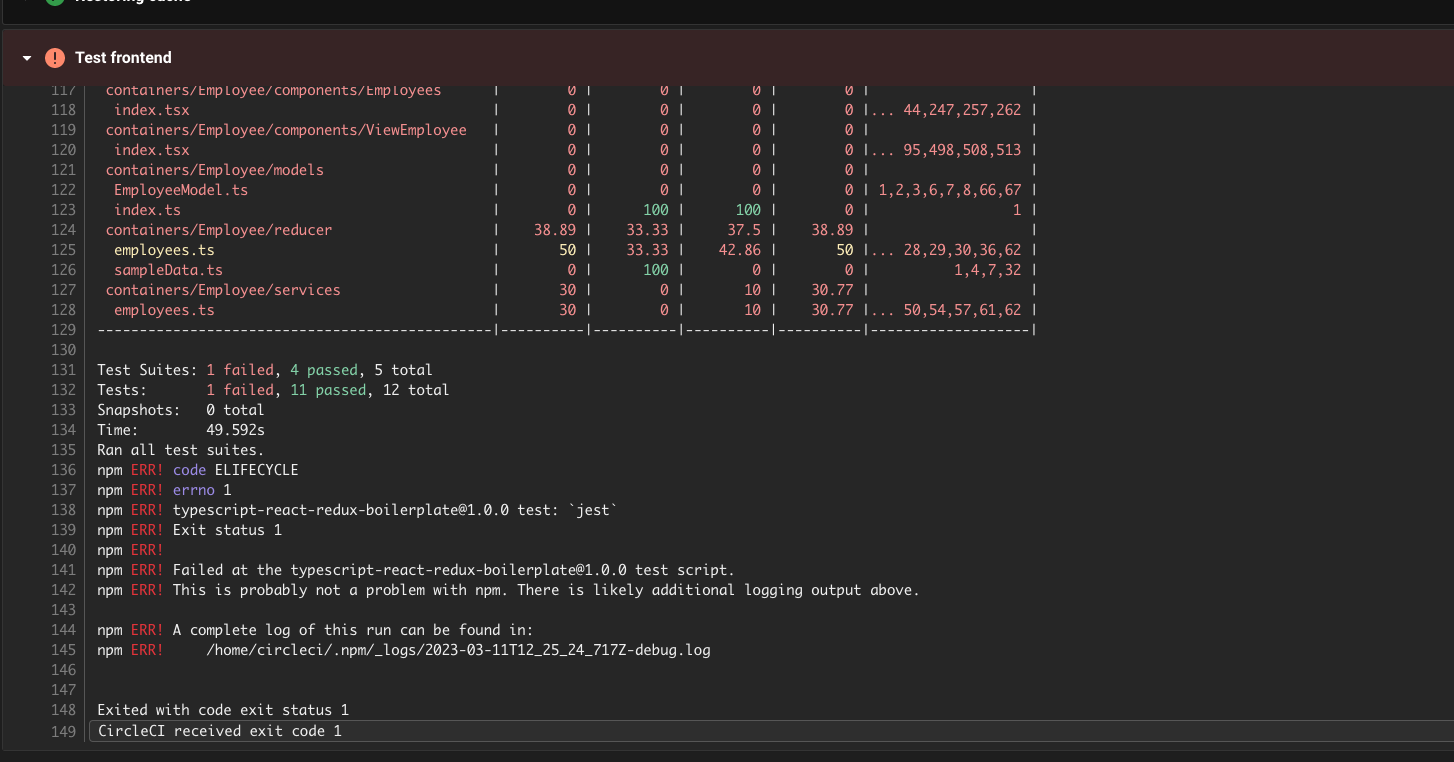 Restoring cache
! Test frontend
117 containers/Employee/components/Employees | 0 | 0 | 0 | 0 | |
118 index.tsx | 0 | 0 | 0 | 0 |... 44,247,257,262 |
119 containers/Employee/components/ViewEmployee | 0 | 0 | 0 | 0 | |
120 index.tsx | 0 | 0 | 0 | 0 |... 95,498,508,513 |
121 containers/Employee/models | 0 | 0 | 0 | 0 | |
122 EmployeeModel.ts | 0 | 0 | 0 | 0 | 1,2,3,6,7,8,66,67 |
123 index.ts | 0 | 100 | 100 | 0 | 1 |
124 containers/Employee/reducer | 38.89 | 33.33 | 37.5 | 38.89 | |
125 employees.ts | 50 | 33.33 | 42.86 | 50 |... 28,29,30,36,62 |
126 sampleData.ts | 0 | 100 | 0 | 0 | 1,4,7,32 |
127 containers/Employee/services | 30 | 0 | 10 | 30.77 | |
128 employees.ts | 30 | 0 | 10 | 30.77 |... 50,54,57,61,62 |
129 -----------------------------------------------|----------|----------|----------|----------|-------------------|
130
131 Test Suites: 1 failed, 4 passed, 5 total
132 Tests: 1 failed, 11 passed, 12 total
133 Snapshots: 0 total
134 Time: 49.592s
135 Ran all test suites.
136 npm ERR! code ELIFECYCLE
137 npm ERR! errno 1
138 npm ERR! typescript-react-redux-boilerplate@1.0.0 test: `jest`
139 npm ERR! Exit status 1
140 npm ERR!
141 npm ERR! Failed at the typescript-react-redux-boilerplate@1.0.0 test script.
142 npm ERR! This is probably not a problem with npm. There is likely additional logging output above.
143
144 npm ERR! A complete log of this run can be found in:
145 npm ERR! /home/circleci/.npm/_logs/2023-03-11T12_25_24_717Z-debug.log
146
147
148 Exited with code exit status 1
149 CircleCI received exit code 1